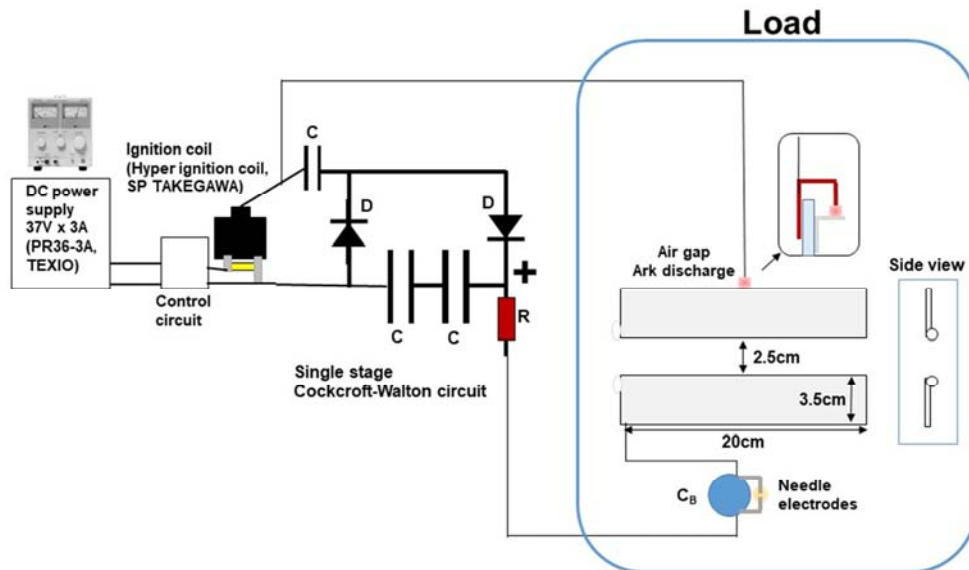 Load
Ignition coil
(Hyper ignition coil,
SP TAKEGAWA)
C
DC power
supply
37V x 3A
(PR36-3A,
TEXIO)
D
D
Control
circuit
C
C
+
R
Single stage
Cockcroft-Walton circuit
Air gap
Ark discharge
Side view
2.5cm
3.5cm
20cm
CB
Needle
electrodes